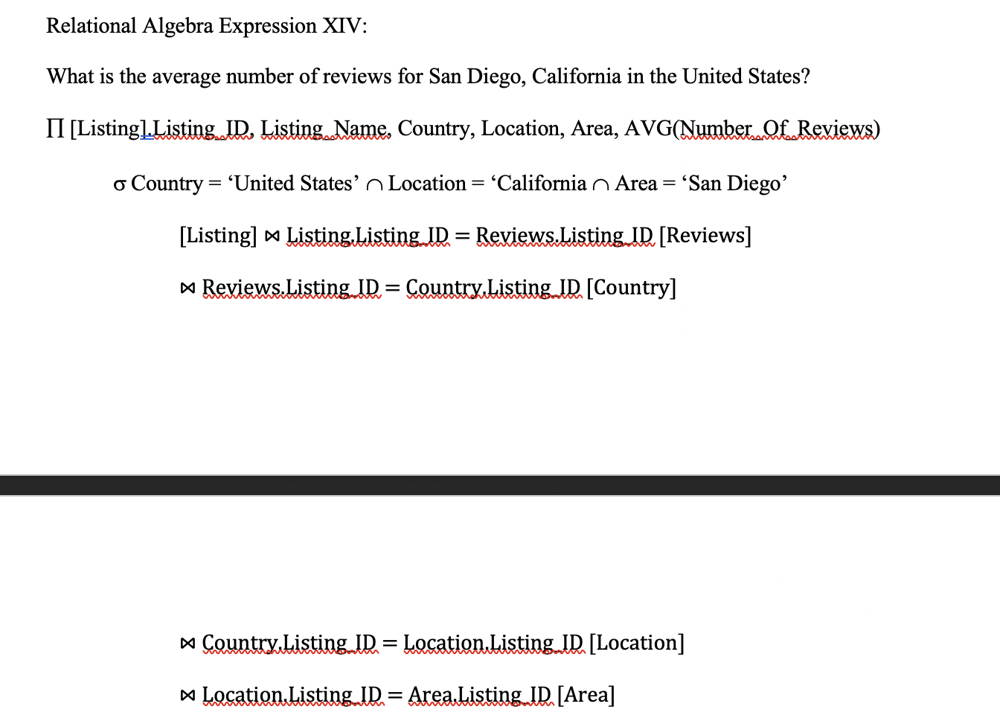 Relational Algebra Expression XIV:
What is the average number of reviews for San Diego, California in the United States?
∏ [Listing].Listing_ID, Listing_Name, Country, Location, Area, AVG(Number_Of_Reviews)
σ Country = ‘United States’ ∩ Location = ‘California ∩ Area = ‘San Diego’
[Listing] ⋈ Listing.Listing_ID = Reviews.Listing_ID [Reviews]
⋈ Reviews.Listing_ID = Country.Listing_ID [Country]
⋈ Country.Listing_ID = Location.Listing_ID [Location]
⋈ Location.Listing_ID = Area.Listing_ID [Area]